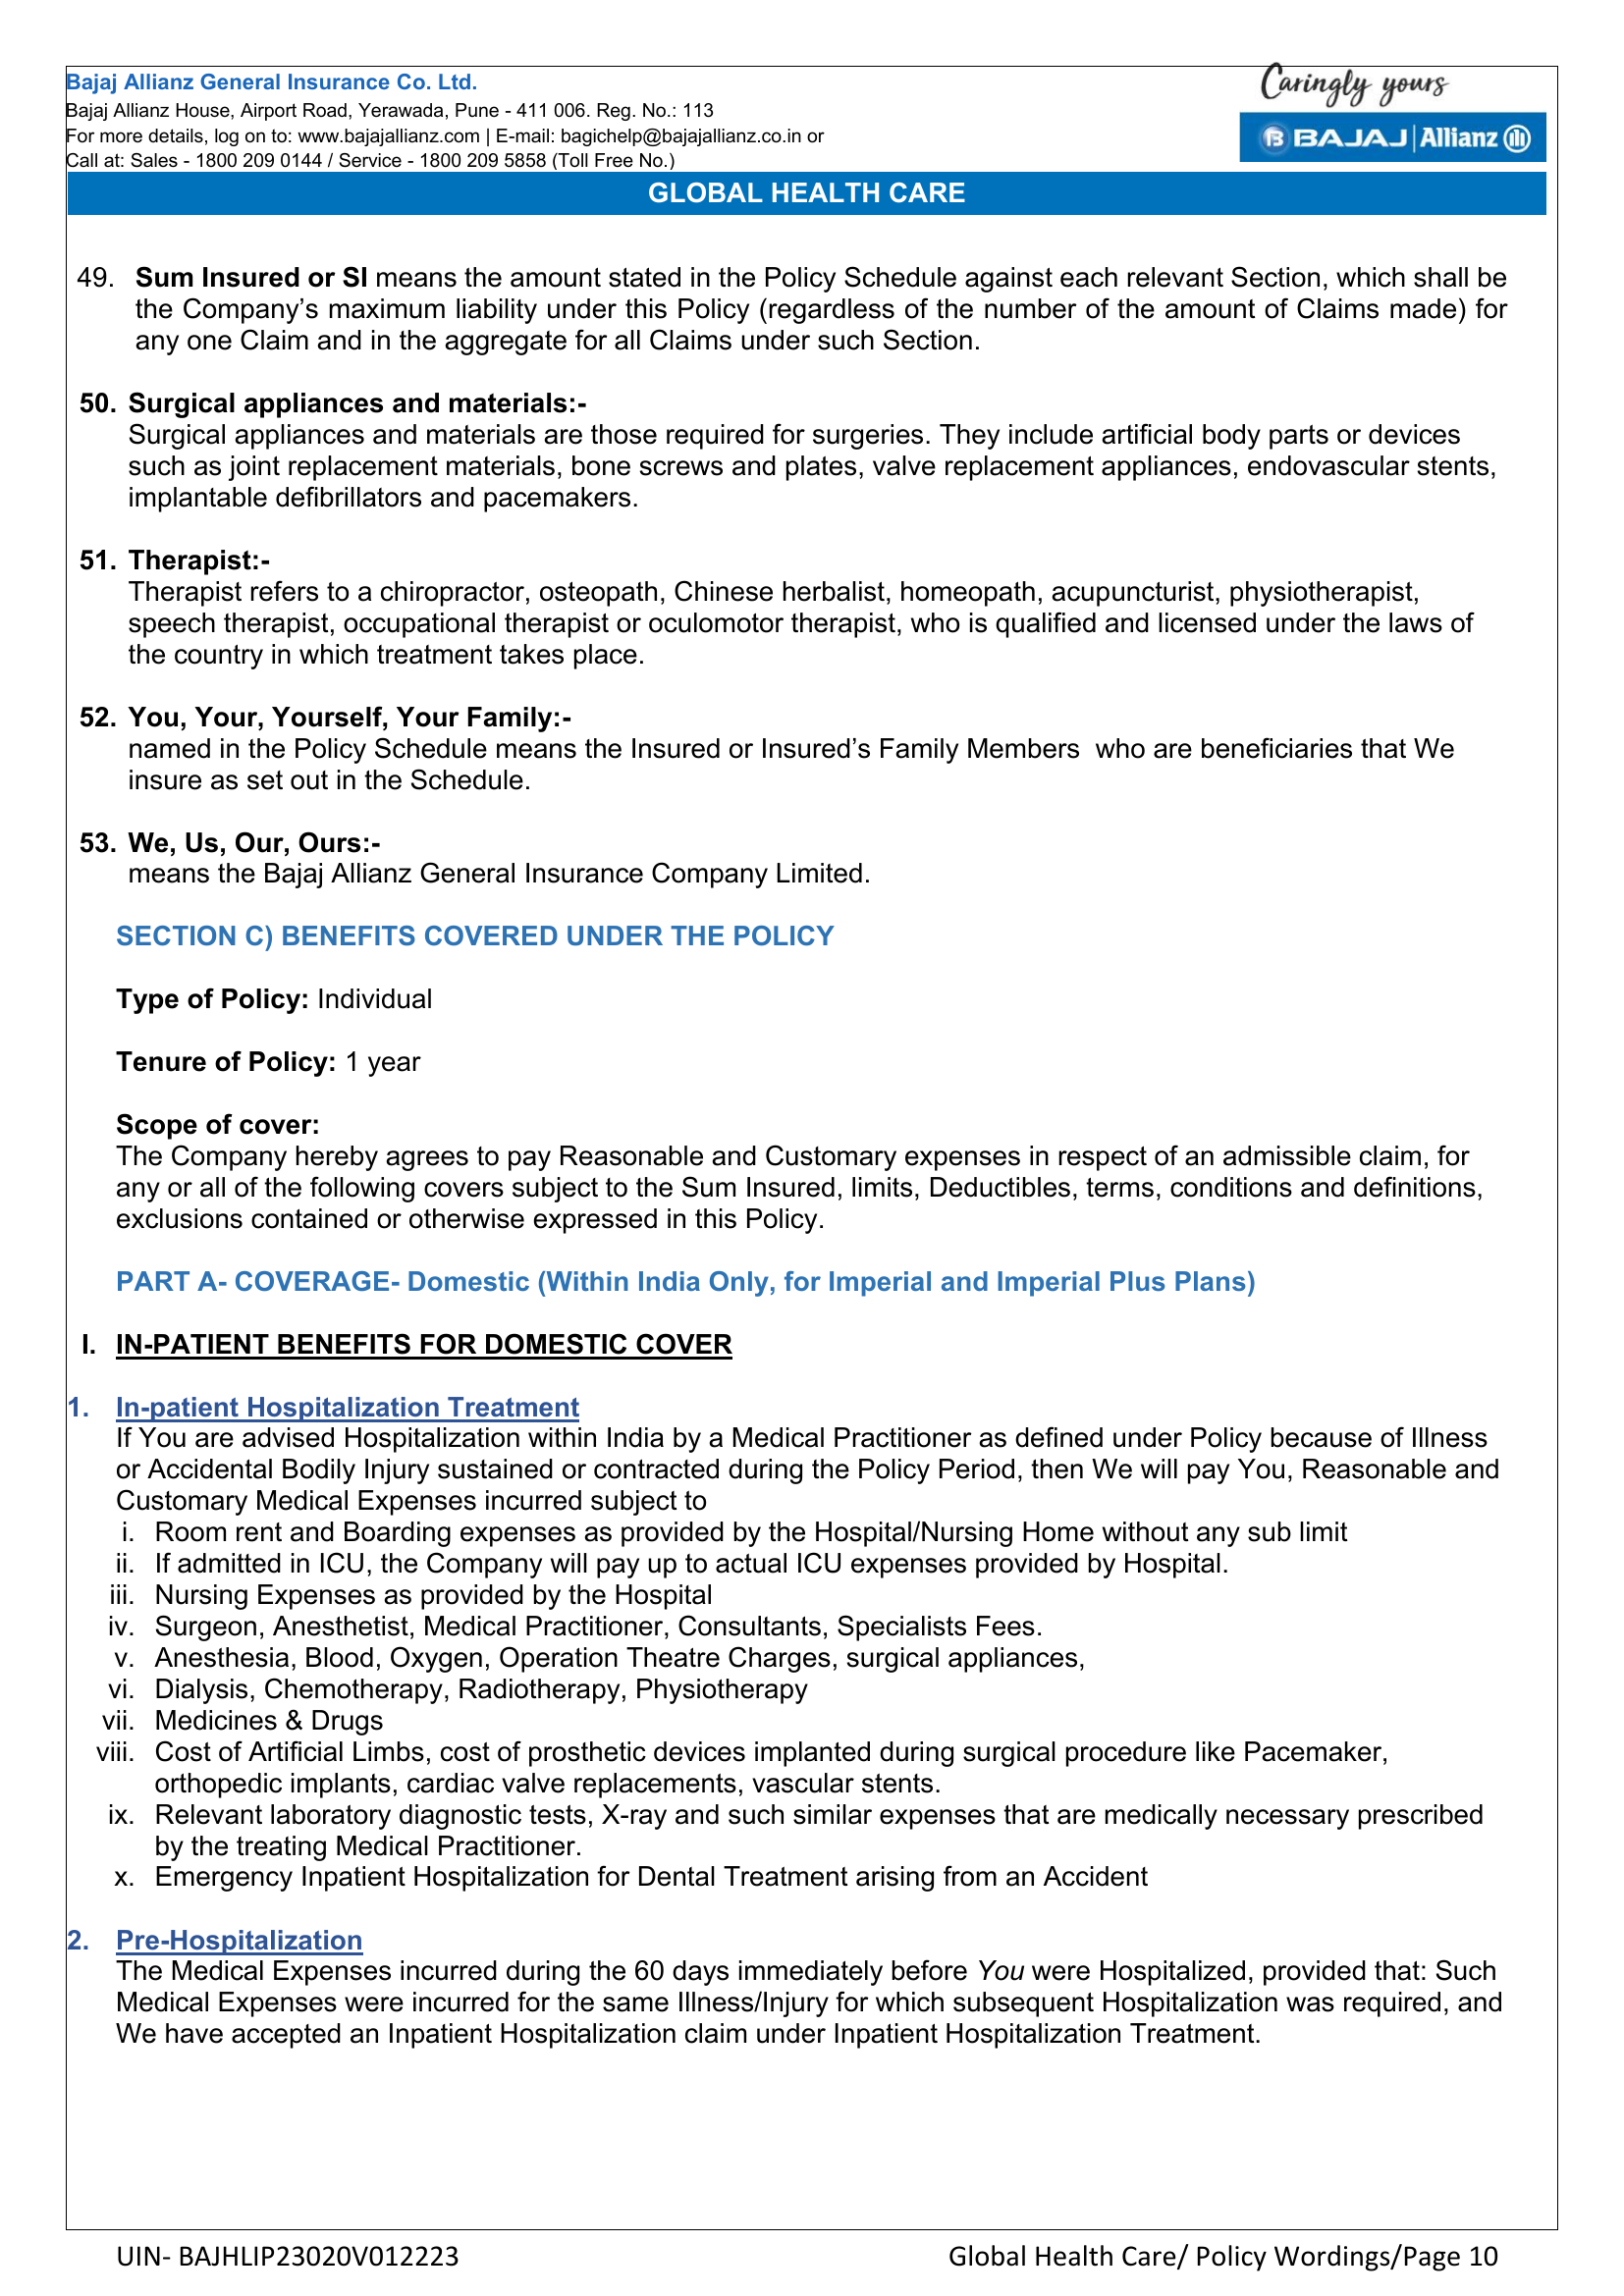 Bajaj Allianz General Insurance Co. Ltd.
Bajaj Allianz House, Airport Road, Yerawada, Pune - 411 006. Reg. No.: 113
For more details, log on to: www.bajajallianz.com | E-mail: bagichelp@bajajallianz.co.in or
Call at: Sales - 1800 209 0144 / Service - 1800 209 5858 (Toll Free No.)
Caringly yours
BAJAJ | Allianz
GLOBAL HEALTH CARE
49. Sum Insured or SI means the amount stated in the Policy Schedule against each relevant Section, which shall be
the Company’s maximum liability under this Policy (regardless of the number of the amount of Claims made) for
any one Claim and in the aggregate for all Claims under such Section.
50. Surgical appliances and materials:-
Surgical appliances and materials are those required for surgeries. They include artificial body parts or devices
such as joint replacement materials, bone screws and plates, valve replacement appliances, endovascular stents,
implantable defibrillators and pacemakers.
51. Therapist:-
Therapist refers to a chiropractor, osteopath, Chinese herbalist, homeopath, acupuncturist, physiotherapist,
speech therapist, occupational therapist or oculomotor therapist, who is qualified and licensed under the laws of
the country in which treatment takes place.
52. You, Your, Yourself, Your Family:-
named in the Policy Schedule means the Insured or Insured’s Family Members who are beneficiaries that We
insure as set out in the Schedule.
53. We, Us, Our, Ours:-
means the Bajaj Allianz General Insurance Company Limited.
SECTION C) BENEFITS COVERED UNDER THE POLICY
Type of Policy: Individual
Tenure of Policy: 1 year
Scope of cover:
The Company hereby agrees to pay Reasonable and Customary expenses in respect of an admissible claim, for
any or all of the following covers subject to the Sum Insured, limits, Deductibles, terms, conditions and definitions,
exclusions contained or otherwise expressed in this Policy.
PART A- COVERAGE- Domestic (Within India Only, for Imperial and Imperial Plus Plans)
I. IN-PATIENT BENEFITS FOR DOMESTIC COVER
1. In-patient Hospitalization Treatment
If You are advised Hospitalization within India by a Medical Practitioner as defined under Policy because of Illness
or Accidental Bodily Injury sustained or contracted during the Policy Period, then We will pay You, Reasonable and
Customary Medical Expenses incurred subject to
i. Room rent and Boarding expenses as provided by the Hospital/Nursing Home without any sub limit
ii. If admitted in ICU, the Company will pay up to actual ICU expenses provided by Hospital.
iii. Nursing Expenses as provided by the Hospital
iv. Surgeon, Anesthetist, Medical Practitioner, Consultants, Specialists Fees.
v. Anesthesia, Blood, Oxygen, Operation Theatre Charges, surgical appliances,
vi. Dialysis, Chemotherapy, Radiotherapy, Physiotherapy
vii. Medicines & Drugs
viii. Cost of Artificial Limbs, cost of prosthetic devices implanted during surgical procedure like Pacemaker,
orthopedic implants, cardiac valve replacements, vascular stents.
ix. Relevant laboratory diagnostic tests, X-ray and such similar expenses that are medically necessary prescribed
by the treating Medical Practitioner.
x. Emergency Inpatient Hospitalization for Dental Treatment arising from an Accident
2. Pre-Hospitalization
The Medical Expenses incurred during the 60 days immediately before You were Hospitalized, provided that: Such
Medical Expenses were incurred for the same Illness/Injury for which subsequent Hospitalization was required, and
We have accepted an Inpatient Hospitalization claim under Inpatient Hospitalization Treatment.
UIN- BAJHLIP23020V012223
Global Health Care/ Policy Wordings/Page 10